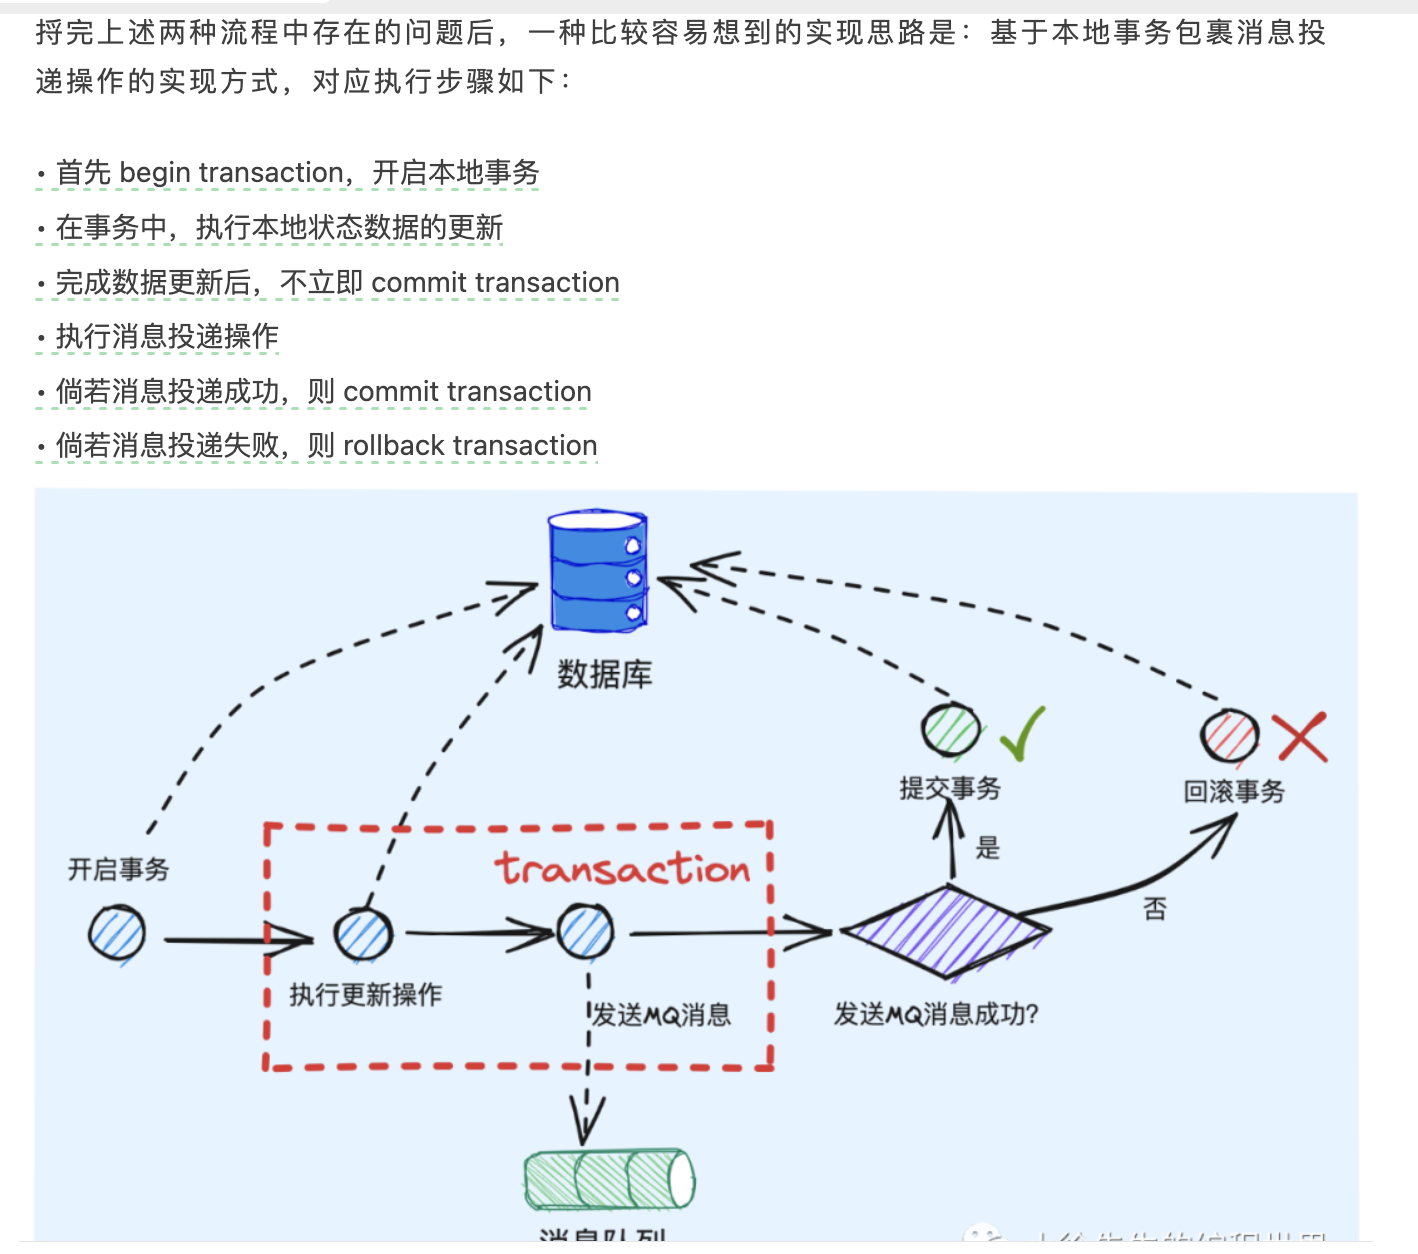 捋完上述两种流程中存在的问题后，一种比较容易想到的实现思路是：基于本地事务包裹消息投
递操作的实现方式，对应执行步骤如下：
• 首先 begin transaction，开启本地事务
• 在事务中，执行本地状态数据的更新
• 完成数据更新后，不立即 commit transaction
• 执行消息投递操作
• 倘若消息投递成功，则 commit transaction
• 倘若消息投递失败，则 rollback transaction
数据库
提交事务
回滚事务
是
transaction
开启事务
否
执行更新操作
发送MQ消息
发送MQ消息成功?
消息队列